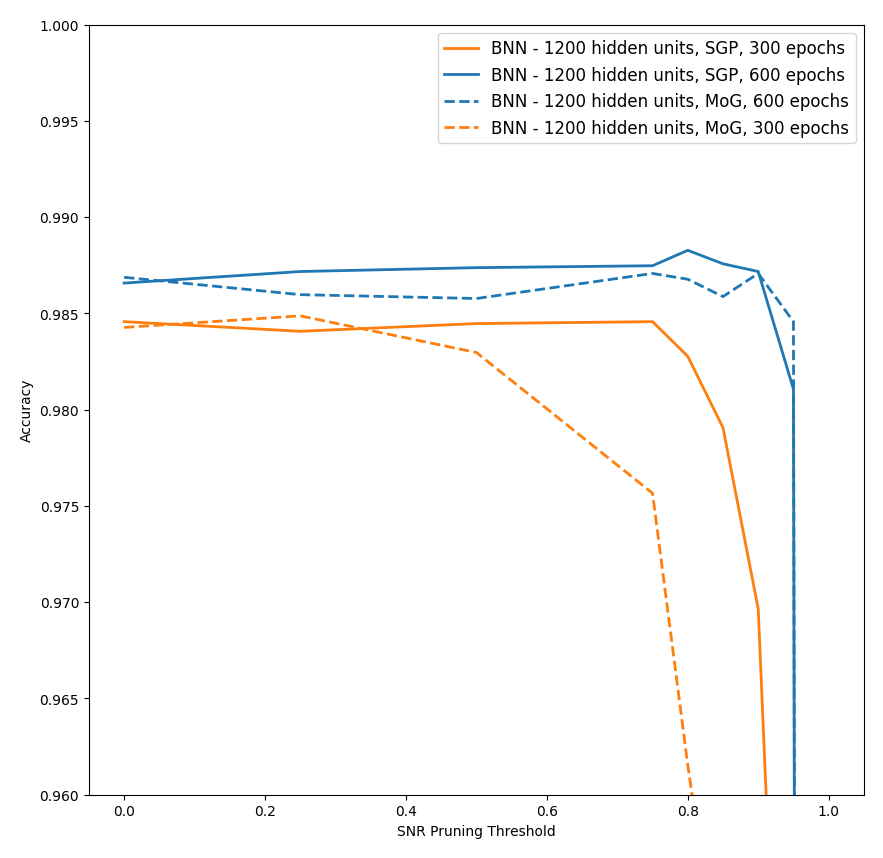 1.000
0.995
0.990
0.985
0.980
0.975
0.970
0.965
0.960
Accuracy
BNN - 1200 hidden units, SGP, 300 epochs
BNN - 1200 hidden units, SGP, 600 epochs
BNN - 1200 hidden units, MoG, 600 epochs
BNN - 1200 hidden units, MoG, 300 epochs
0.0 0.2 0.4 0.6 0.8 1.0
SNR Pruning Threshold